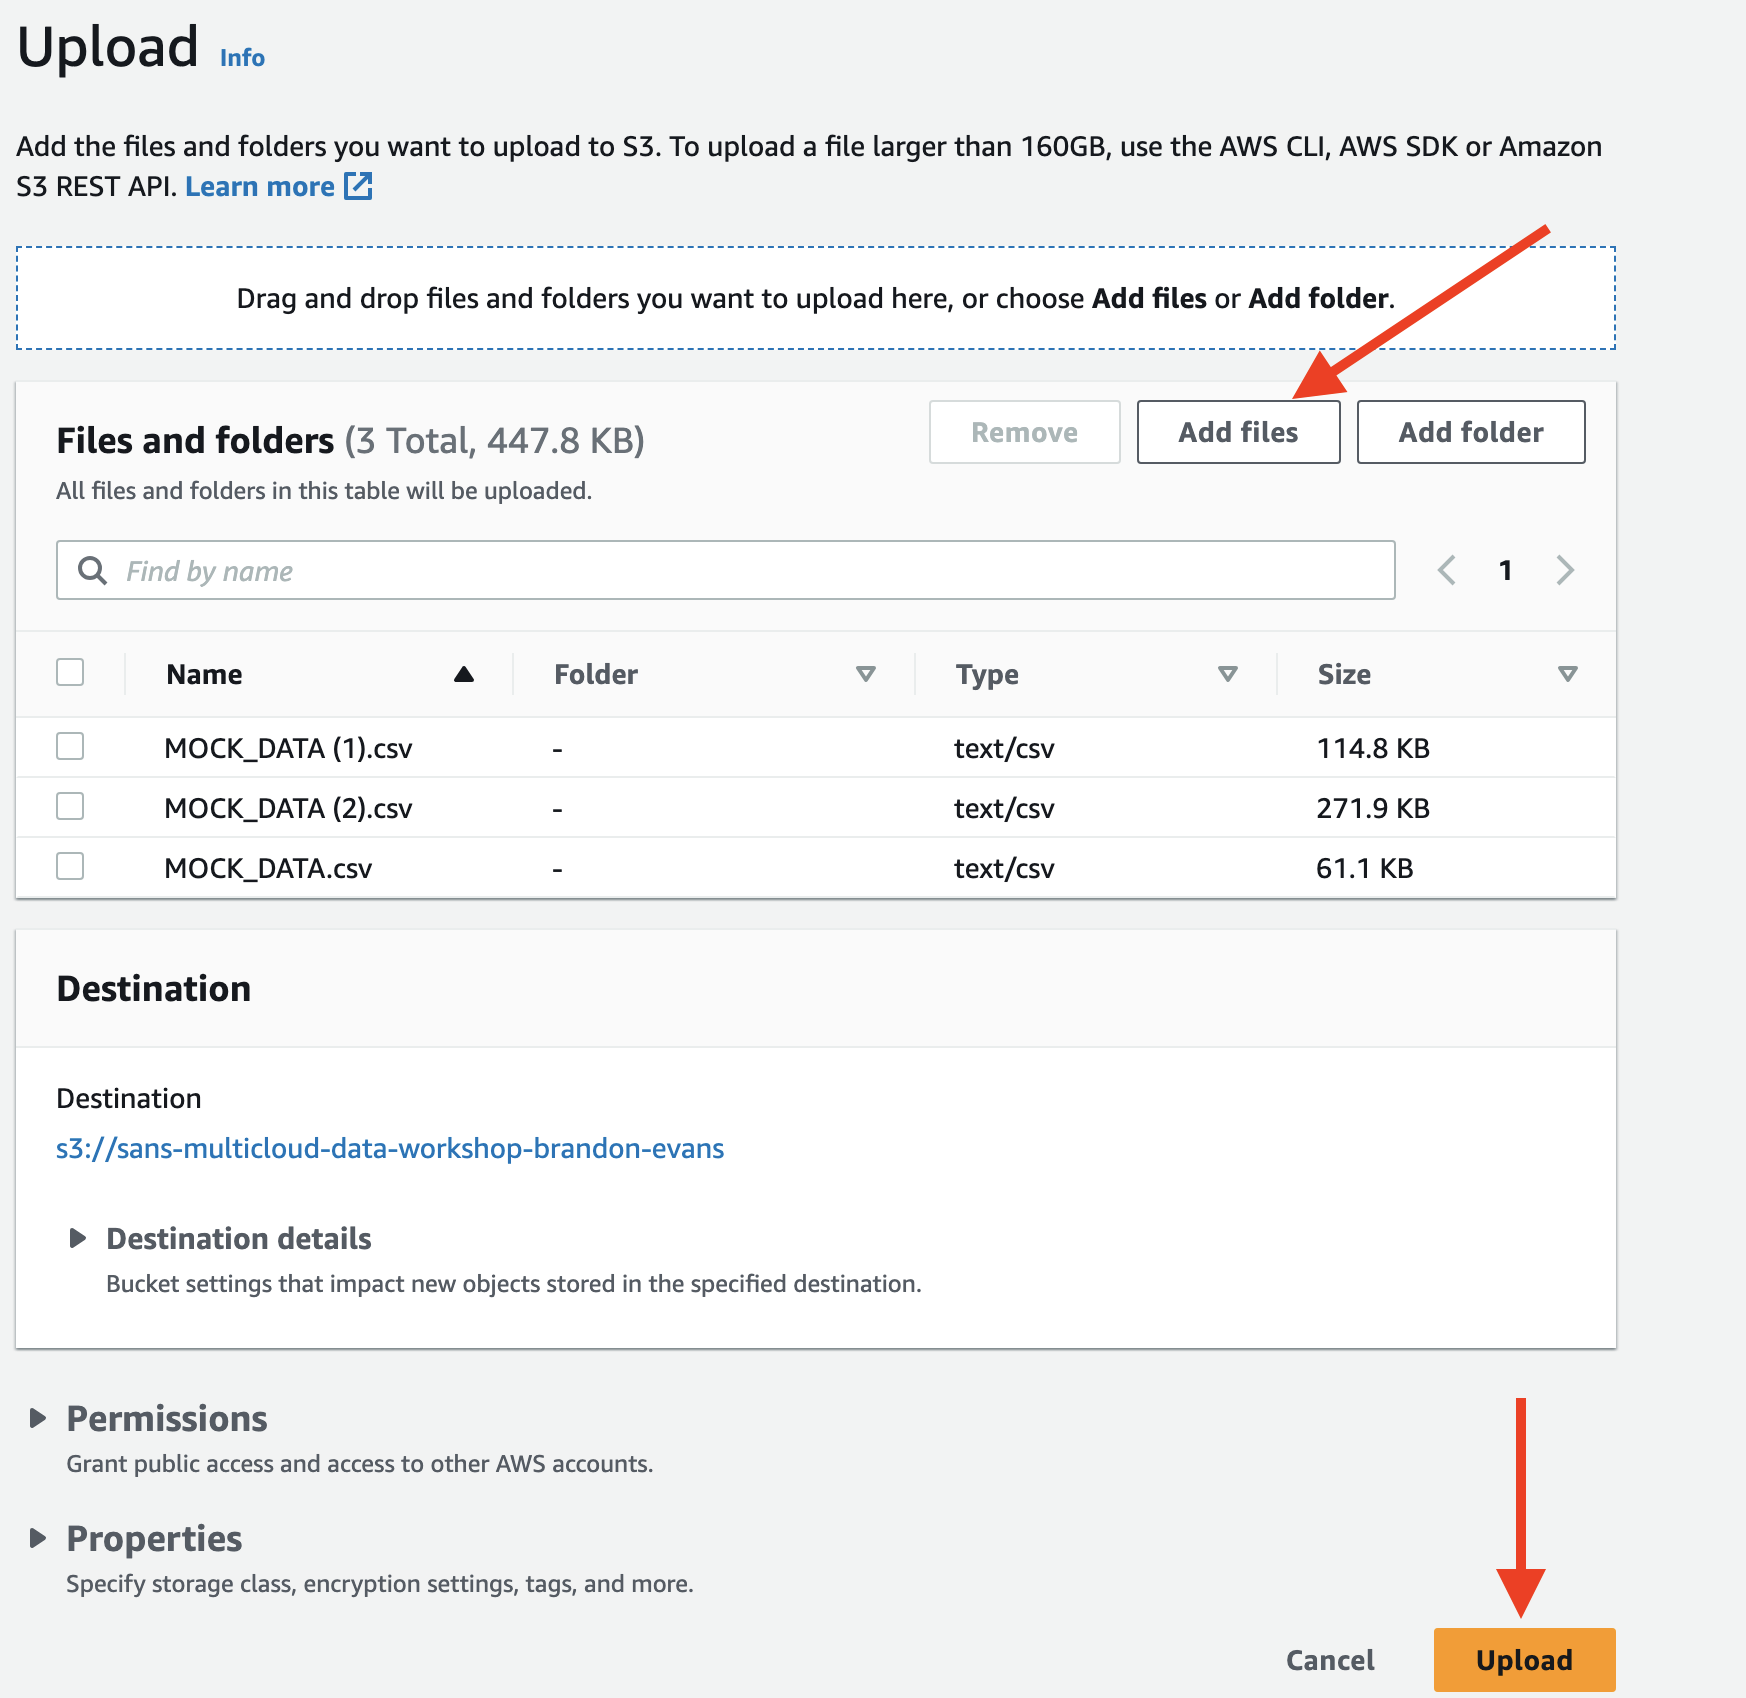 Upload Info
Add the files and folders you want to upload to S3. To upload a file larger than 160GB, use the AWS CLI, AWS SDK or Amazon
S3 REST API. Learn more
Drag and drop files and folders you want to upload here, or choose Add files or Add folder.
Files and folders (3 Total, 447.8 KB)
Remove Add files Add folder
All files and folders in this table will be uploaded.
Find by name 1
Name Folder Type Size
MOCK_DATA (1).csv - text/csv 114.8 KB
MOCK_DATA (2).csv - text/csv 271.9 KB
MOCK_DATA.csv - text/csv 61.1 KB
Destination
Destination
s3://sans-multicloud-data-workshop-brandon-evans
Destination details
Bucket settings that impact new objects stored in the specified destination.
Permissions
Grant public access and access to other AWS accounts.
Properties
Specify storage class, encryption settings, tags, and more.
Cancel Upload